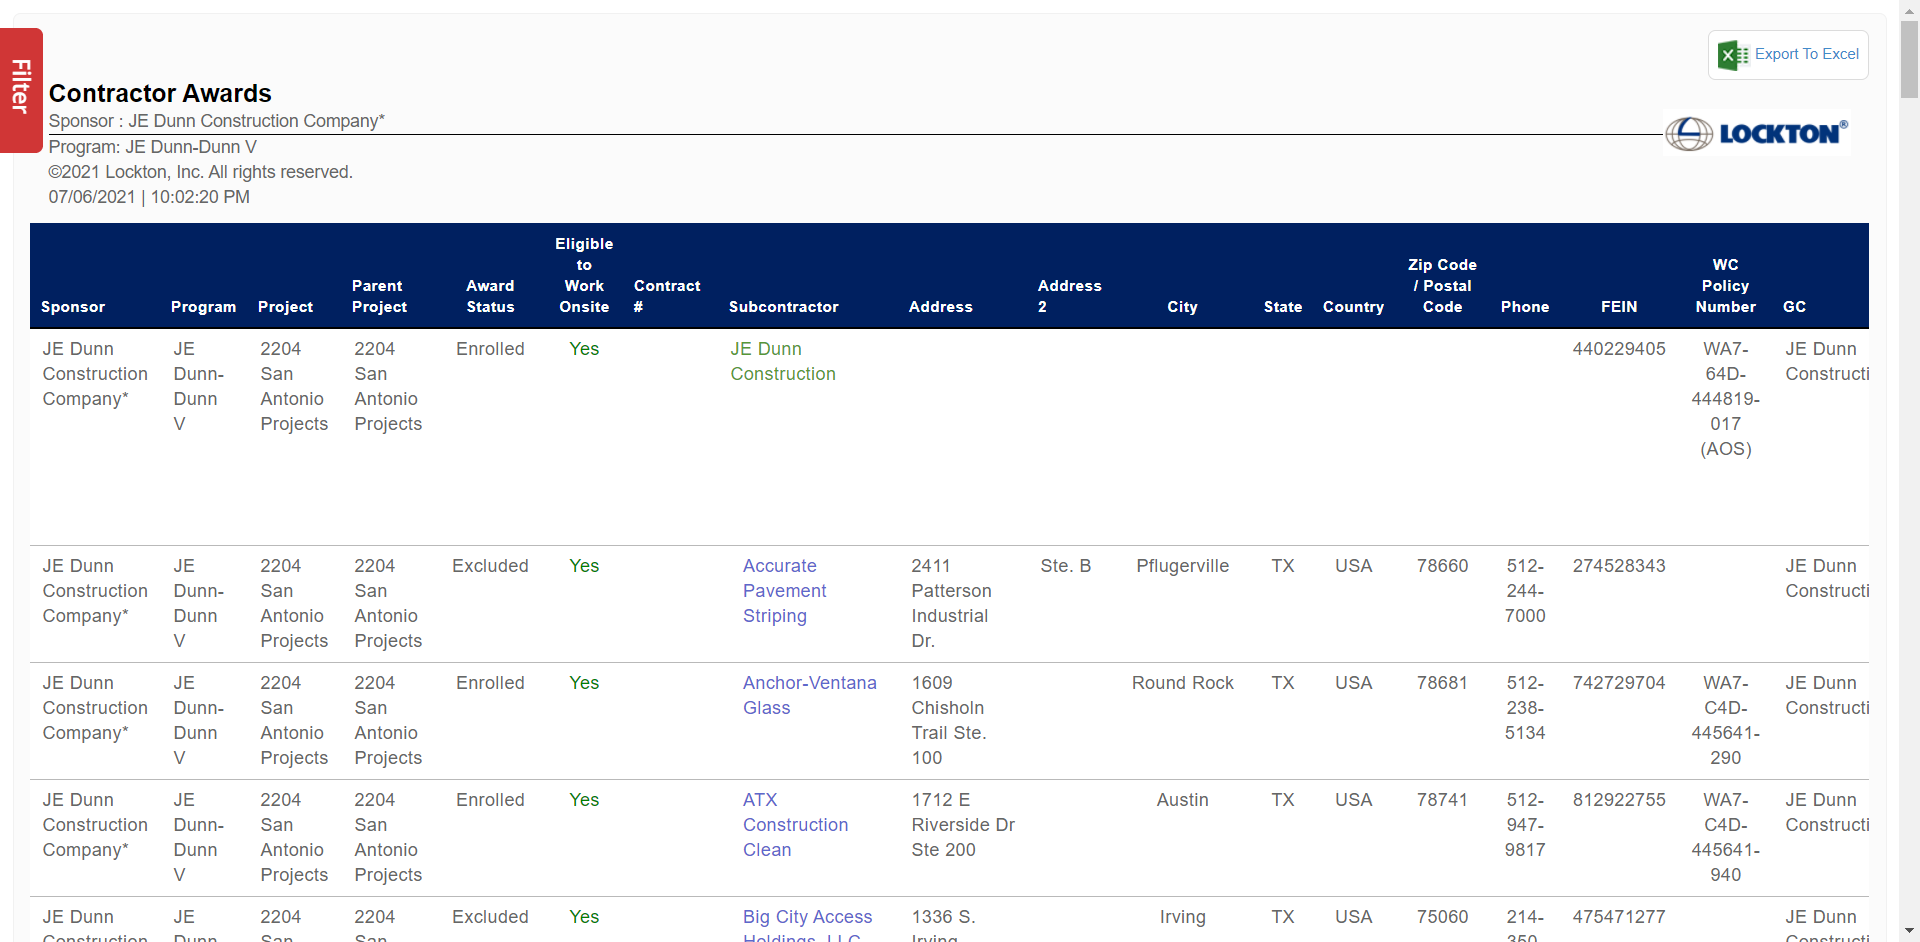 Filter
Export To Excel
Contractor Awards
Sponsor : JE Dunn Construction Company*
LOCKTON®
Program: JE Dunn-Dunn V
©2021 Lockton, Inc. All rights reserved.
07/06/2021 | 10:02:20 PM
Sponsor
Program
Project
Parent
Project
Award
Status
Eligible
to
Work
Onsite
Contract
#
Subcontractor
Address
Address
2
City
State
Country
Zip Code
/ Postal
Code
Phone
FEIN
WC
Policy
Number
GC
JE Dunn
Construction
Company*
JE
Dunn-
Dunn
V
2204
San
Antonio
Projects
2204
San
Antonio
Projects
Enrolled
Yes
JE Dunn
Construction
440229405
WA7-
64D-
444819-
017
(AOS)
JE Dunn
Constructi
JE Dunn
Construction
Company*
JE
Dunn-
Dunn
V
2204
San
Antonio
Projects
2204
San
Antonio
Projects
Excluded
Yes
Accurate
Pavement
Striping
2411
Patterson
Industrial
Dr.
Ste. B
Pflugerville
TX
USA
78660
512-
244-
7000
274528343
JE Dunn
Constructi
JE Dunn
Construction
Company*
JE
Dunn-
Dunn
V
2204
San
Antonio
Projects
2204
San
Antonio
Projects
Enrolled
Yes
Anchor-Ventana
Glass
1609
Chisholn
Trail Ste.
100
Round Rock
TX
USA
78681
512-
238-
5134
742729704
WA7-
C4D-
445641-
290
JE Dunn
Constructi
JE Dunn
Construction
Company*
JE
Dunn-
Dunn
V
2204
San
Antonio
Projects
2204
San
Antonio
Projects
Enrolled
Yes
ATX
Construction
Clean
1712 E
Riverside Dr
Ste 200
Austin
TX
USA
78741
512-
947-
9817
812922755
WA7-
C4D-
445641-
940
JE Dunn
Constructi
JE Dunn
Construction
JE
Dunn-
2204
San
2204
San
Excluded
Yes
Big City Access
Holdings, LLC
1336 S.
Irving
Irving
TX
USA
75060
214-
350-
475471277
JE Dunn
Constructi